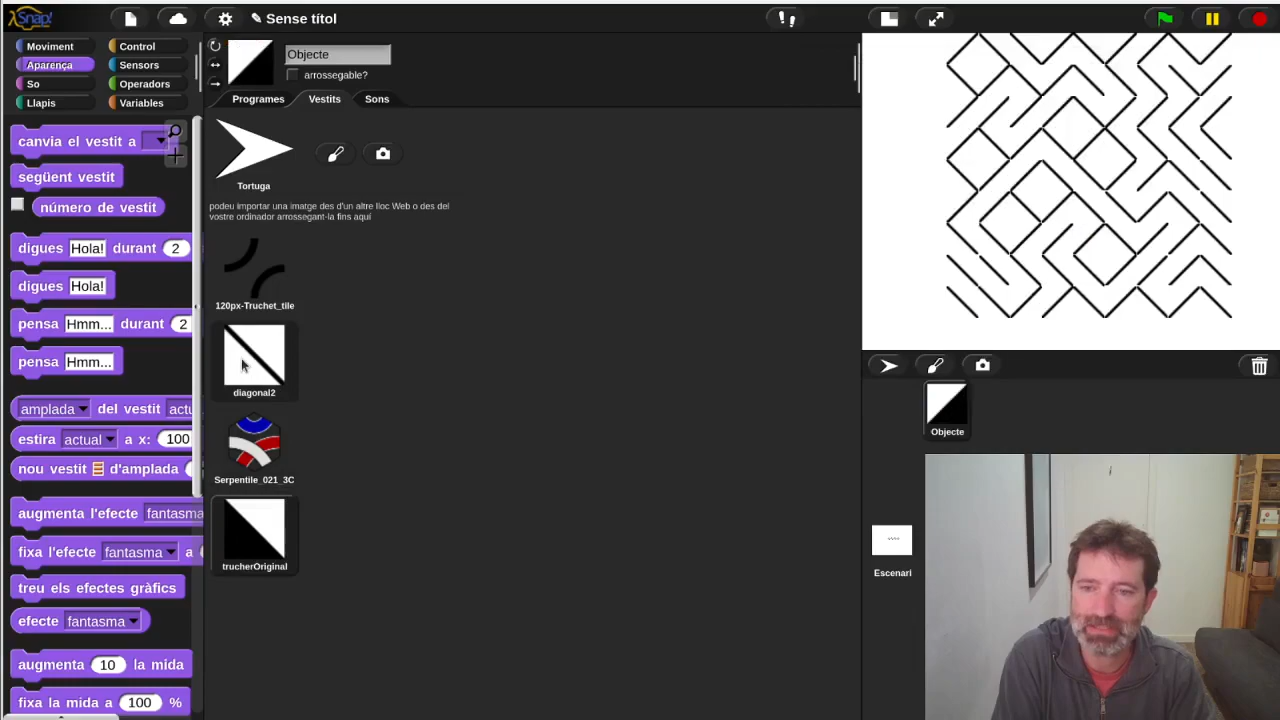 Snap!
Sense títol
Moviment
Control
Aparença
Sensors
So
Operadors
Llapis
Variables
canvia el vestit a
següent vestit
número de vestit
digues Hola! durant 2
digues Hola!
pensa Hmm... durant 2
pensa Hmm...
amplada del vestit actu
estira actual a x: 100
nou vestit d'amplada
augmenta l'efecte fantasma
fixa l'efecte fantasma a
treu els efectes gràfics
efecte fantasma
augmenta 10 la mida
fixa la mida a 100 %
Objecte
arrossegable?
Programes
Vestits
Sons
Tortuga
podeu importar una imatge des d'un altre lloc Web o des del
vostre ordinador arrossegant-la fins aquí
120px-Truchet_tile
diagonal2
Serpentile_021_3C
trucherOriginal
Objecte
Escenari